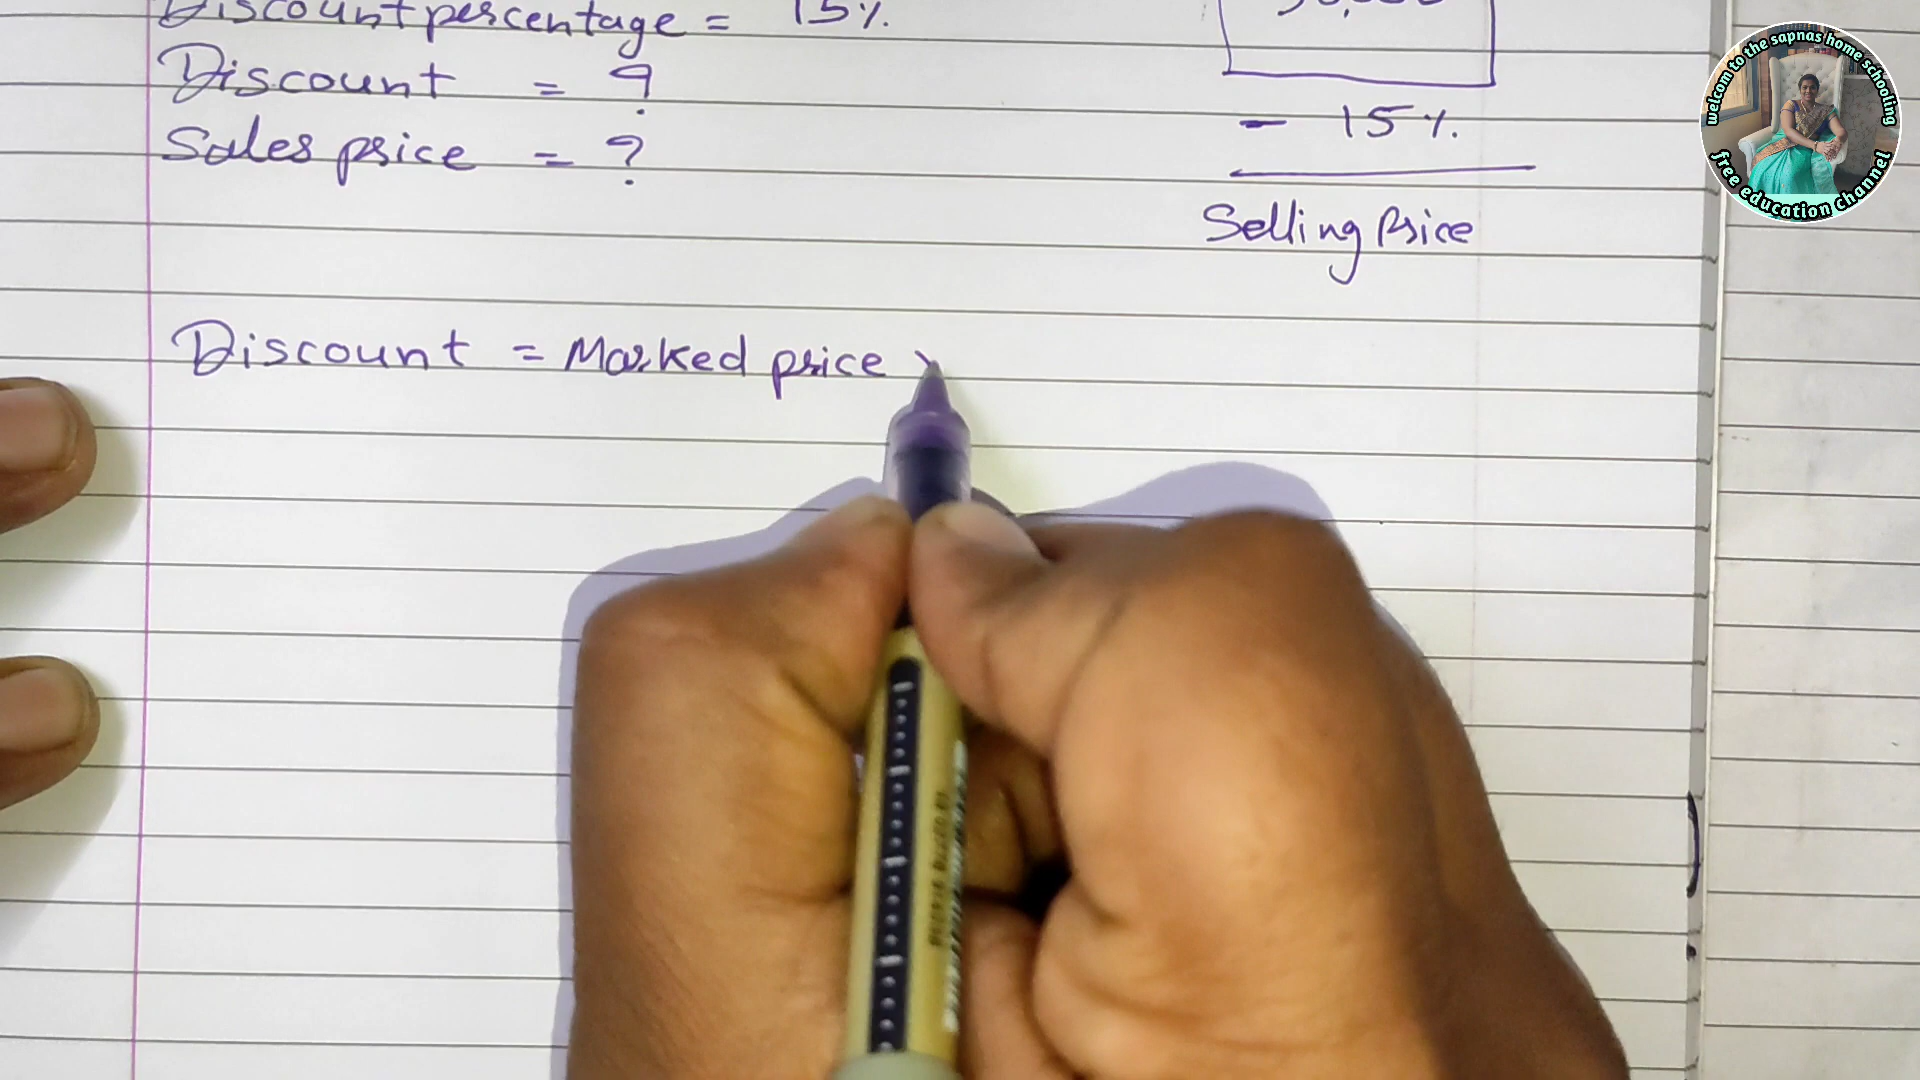 Discount percentage = 15%
Discount = ?
Sales price = ?
- 15%
Selling Price
Discount = Marked price
welcom to the sapnas home schooling
free education channel